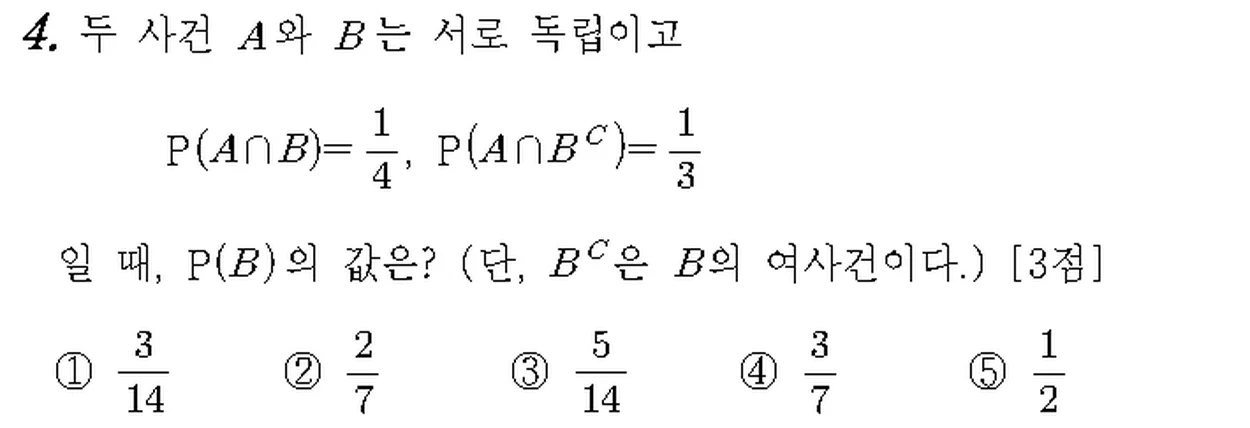 4. 두 사건 A와 B는 서로 독립이고
P(A∩B)=1/4, P(A∩B^C)=1/3
일 때, P(B)의 값은? (단, B^C은 B의 여사건이다.) [3점]
① 3/14 ② 2/7 ③ 5/14 ④ 3/7 ⑤ 1/2